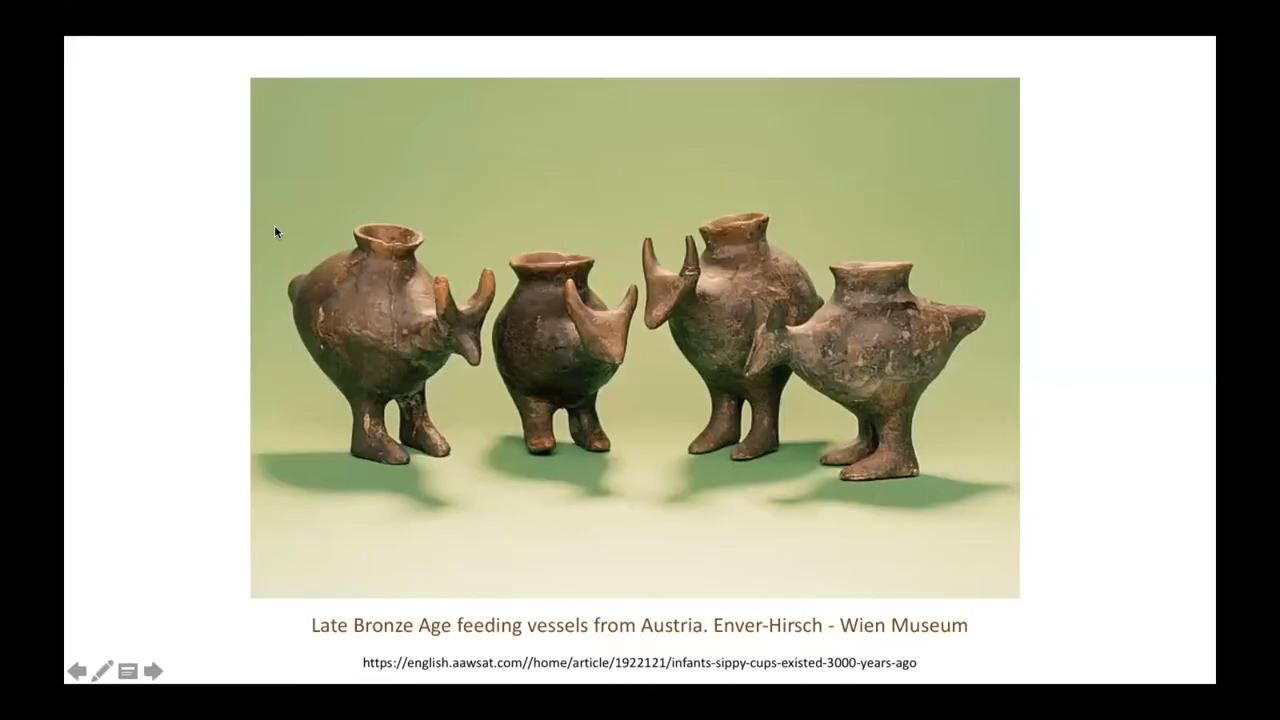 Late Bronze Age feeding vessels from Austria. Enver-Hirsch - Wien Museum
https://english.aawsat.com//home/article/1922121/infants-sippy-cups-existed-3000-years-ago